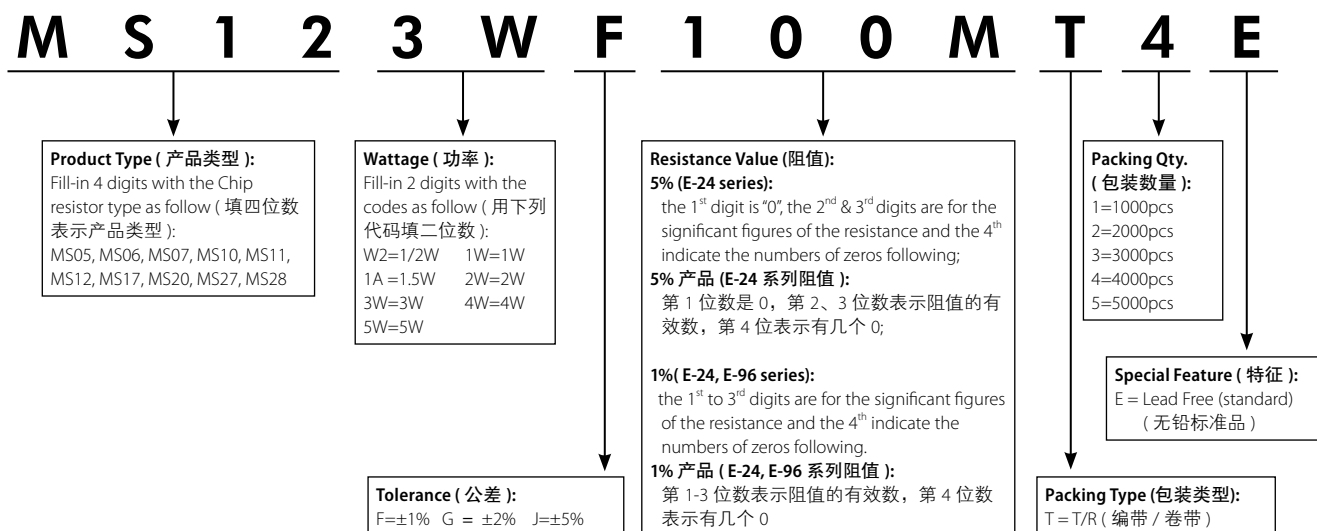 M S 1 2 3 W F 1 0 0 M T 4 E
Product Type ( 产品类型 ):
Fill-in 4 digits with the Chip
resistor type as follow ( 填四位数
表示产品类型 ):
MS05, MS06, MS07, MS10, MS11,
MS12, MS17, MS20, MS27, MS28
Wattage ( 功率 ):
Fill-in 2 digits with the
codes as follow ( 用下列
代码填二位数 ):
W2=1/2W 1W=1W
1A =1.5W 2W=2W
3W=3W 4W=4W
5W=5W
Tolerance ( 公差 ):
F=±1% G = ±2% J=±5%
Resistance Value (阻值):
5% (E-24 series):
the 1st digit is "0", the 2nd & 3rd digits are for the
significant figures of the resistance and the 4th
indicate the numbers of zeros following;
5% 产品 (E-24 系列阻值 ):
第 1 位数是 0，第 2、3 位数表示阻值的有
效数，第 4 位表示有几个 0;
1%( E-24, E-96 series):
the 1st to 3rd digits are for the significant figures
of the resistance and the 4th indicate the
numbers of zeros following.
1% 产品 ( E-24, E-96 系列阻值 ):
第 1-3 位数表示阻值的有效数，第 4 位数
表示有几个 0
Packing Qty.
( 包装数量 ):
1=1000pcs
2=2000pcs
3=3000pcs
4=4000pcs
5=5000pcs
Special Feature ( 特征 ):
E = Lead Free (standard)
( 无铅标准品 )
Packing Type (包装类型):
T = T/R ( 编带 / 卷带 )